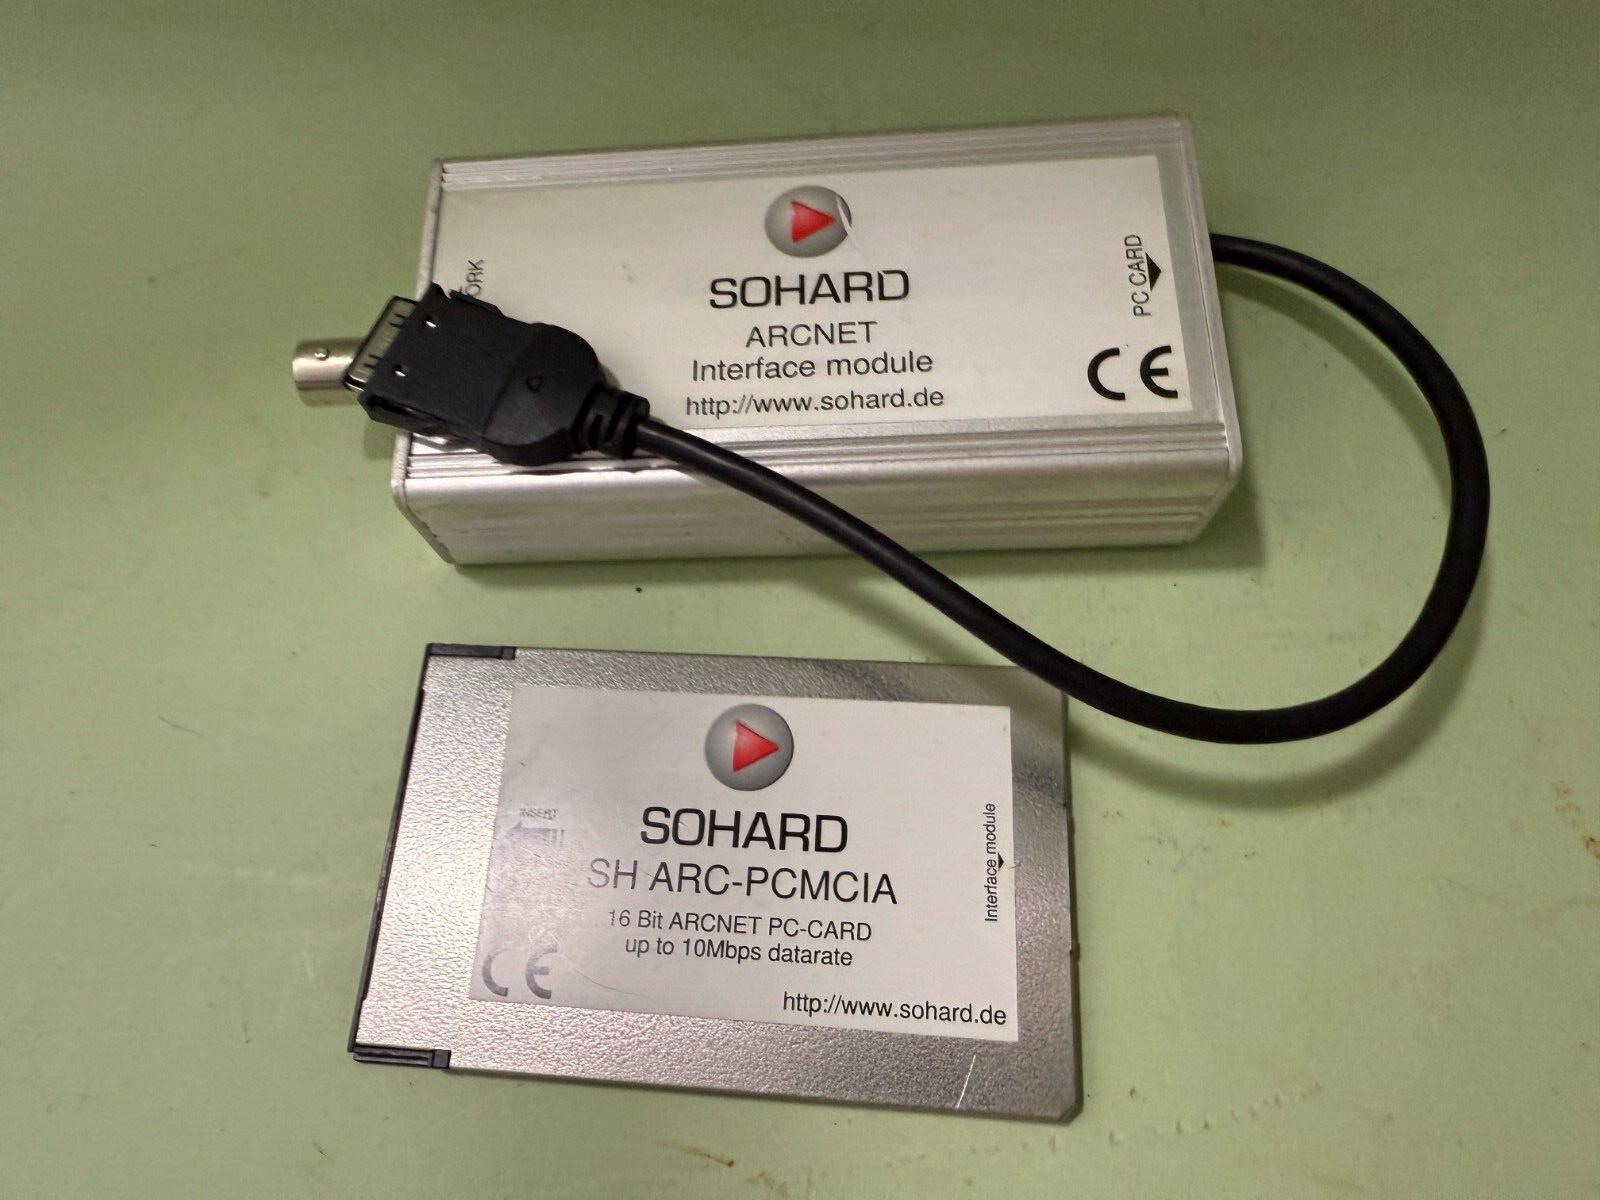 SOHARD
ARCNET
Interface module
http://www.sohard.de
PC CARD
CE
SOHARD
SH ARC-PCMCIA
16 Bit ARCNET PC-CARD
up to 10Mbps datarate
http://www.sohard.de
INSERT
CE
Interface module